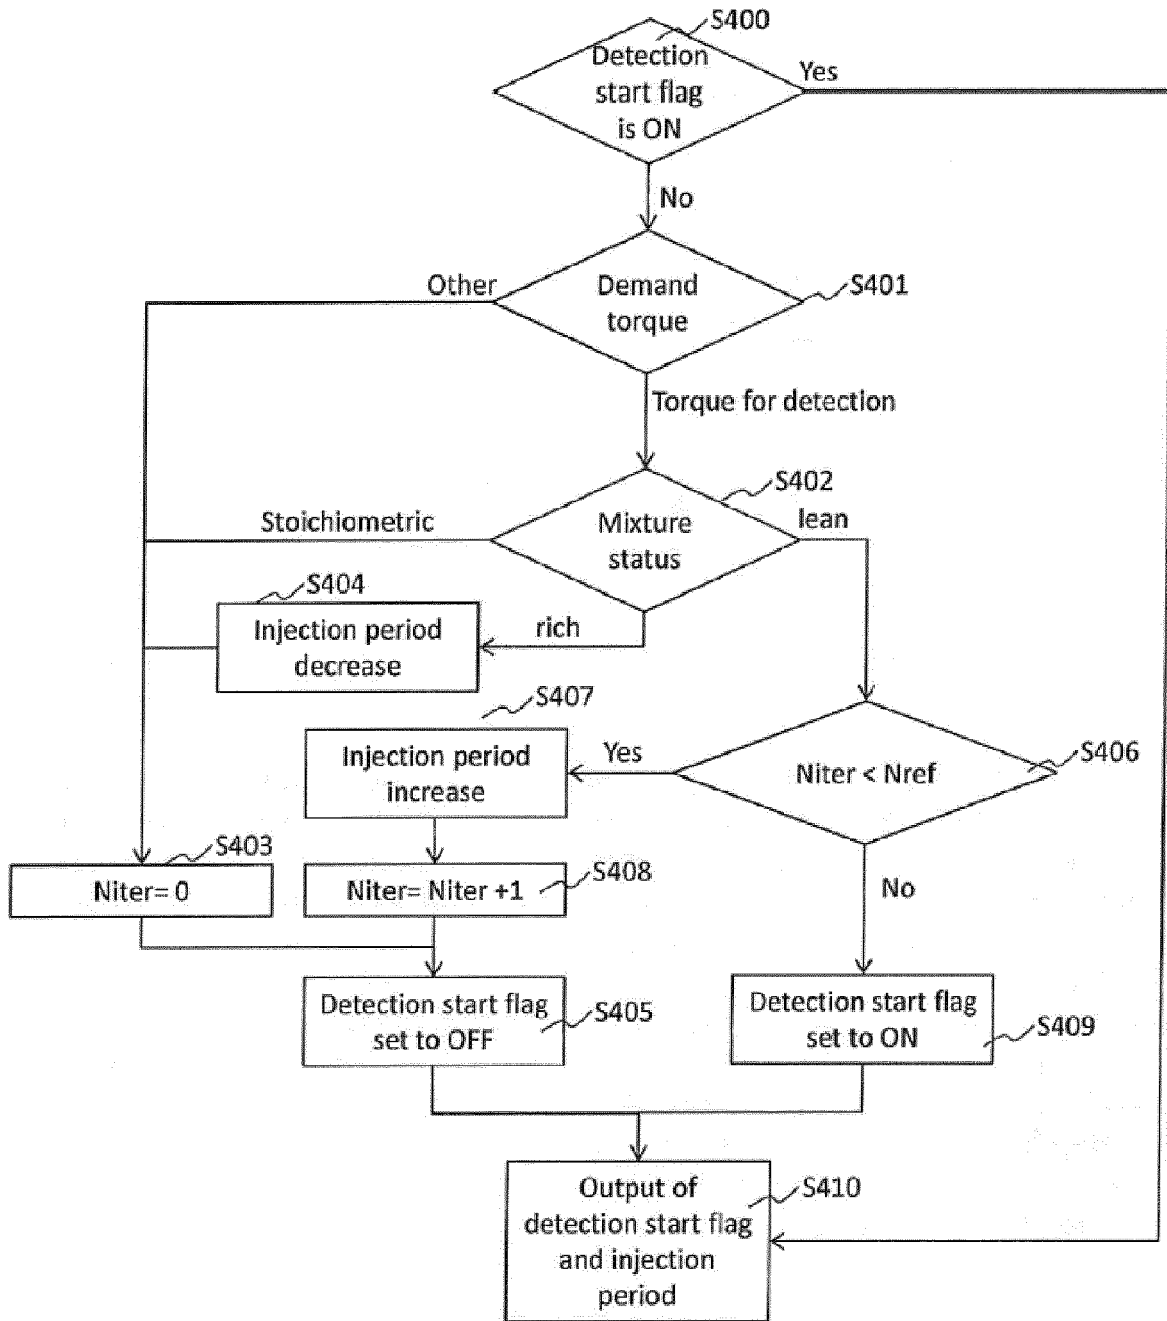 S400
Detection
start flag
is ON
Yes
No
Other
Demand
torque
S401
Torque for detection
S402
Stoichiometric
Mixture
status
lean
S404
Injection period
decrease
rich
S407
Injection period
increase
Yes
Niter < Nref
S406
S403
Niter= 0
Niter= Niter +1
S408
No
Detection start flag
set to OFF
S405
Detection start flag
set to ON
S409
Output of
detection start flag
and injection
period
S410